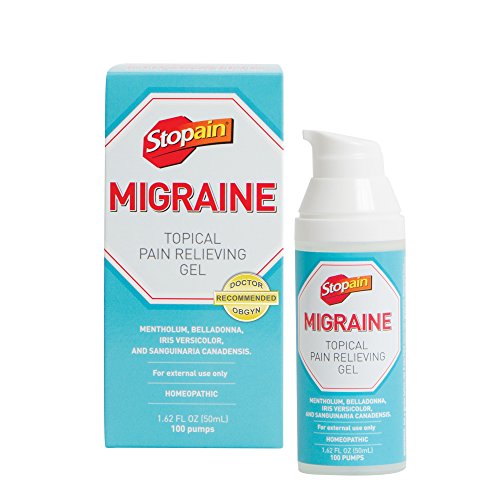 Stopain®
MIGRAINE
TOPICAL
PAIN RELIEVING
GEL
DOCTOR
RECOMMENDED
OBGYN
MENTHOLUM, BELLADONNA,
IRIS VERSICOLOR,
AND SANGUINARIA CANADENSIS.
For external use only
HOMEOPATHIC
1.62 FL OZ (50mL)
100 pumps
Stopain
MIGRAINE
TOPICAL
PAIN RELIEVING
GEL
MENTHOLUM, BELLADONNA,
IRIS VERSICOLOR,
AND SANGUINARIA CANADENSIS.
For external use only
HOMEOPATHIC
1.62 FL OZ (50mL)
100 PUMPS